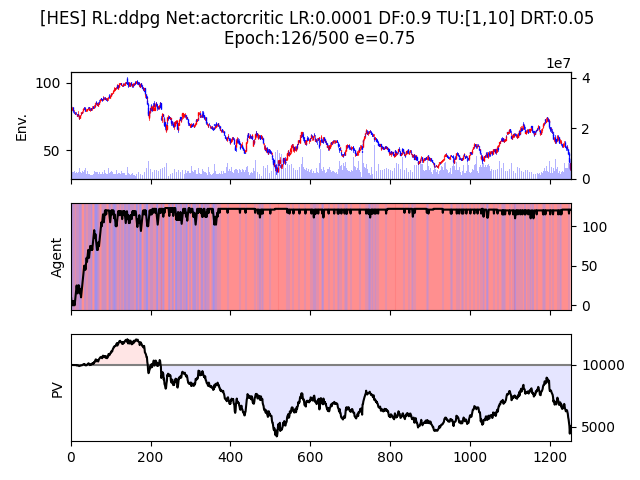 [HES] RL:ddpg Net:actorcritic LR:0.0001 DF:0.9 TU:[1,10] DRT:0.05
Epoch:126/500 e=0.75
1e7
100
50
Env.
4
2
0
Agent
100
50
0
PV
10000
5000
0 200 400 600 800 1000 1200